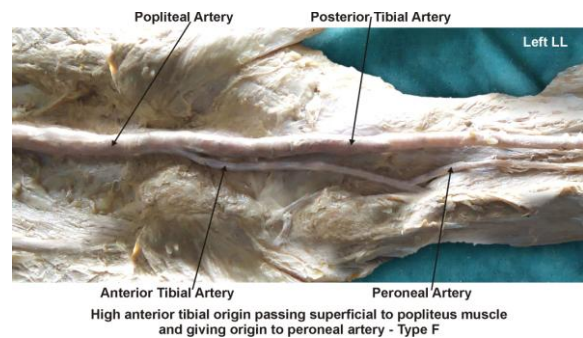 Popliteal Artery
Posterior Tibial Artery
Left LL
Anterior Tibial Artery
Peroneal Artery
High anterior tibial origin passing superficial to popliteus muscle
and giving origin to peroneal artery - Type F